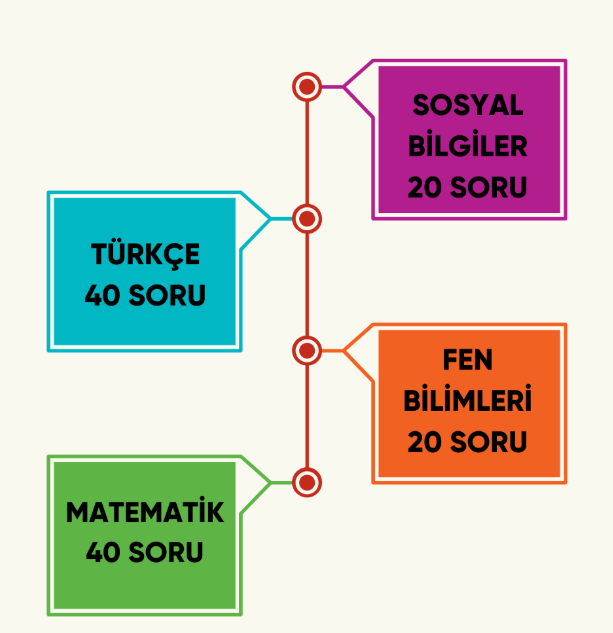 SOSYAL
BİLGİLER
20 SORU
TÜRKÇE
40 SORU
FEN
BİLİMLERİ
20 SORU
MATEMATİK
40 SORU